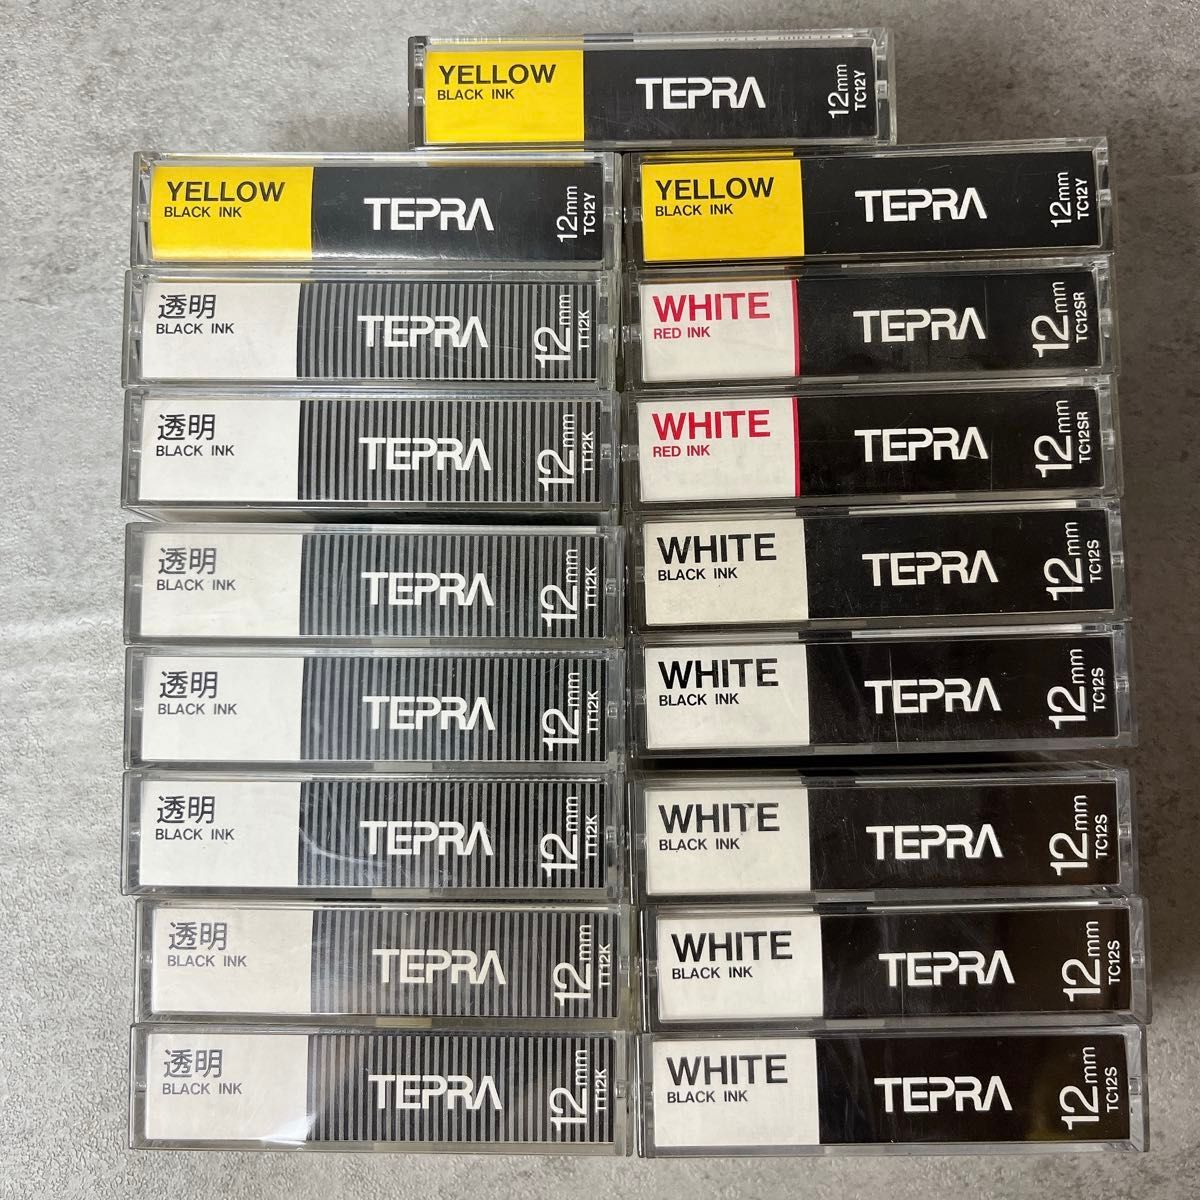 YELLOW
BLACK INK
TEPRA
12mm
TC12Y
YELLOW
BLACK INK
TEPRA
12mm
TC12Y
YELLOW
BLACK INK
TEPRA
12mm
TC12Y
透明
BLACK INK
TEPRA
12mm
TT12K
WHITE
RED INK
TEPRA
12mm
TC12SR
透明
BLACK INK
TEPRA
12mm
TT12K
WHITE
RED INK
TEPRA
12mm
TC12SR
透明
BLACK INK
TEPRA
12mm
TT12K
WHITE
BLACK INK
TEPRA
12mm
TC12S
透明
BLACK INK
TEPRA
12mm
TT12K
WHITE
BLACK INK
TEPRA
12mm
TC12S
透明
BLACK INK
TEPRA
12mm
TT12K
WHITE
BLACK INK
TEPRA
12mm
TC12S
透明
BLACK INK
TEPRA
12mm
TT12K
WHITE
BLACK INK
TEPRA
12mm
TC12S
透明
BLACK INK
TEPRA
12mm
TT12K
WHITE
BLACK INK
TEPRA
12mm
TC12S